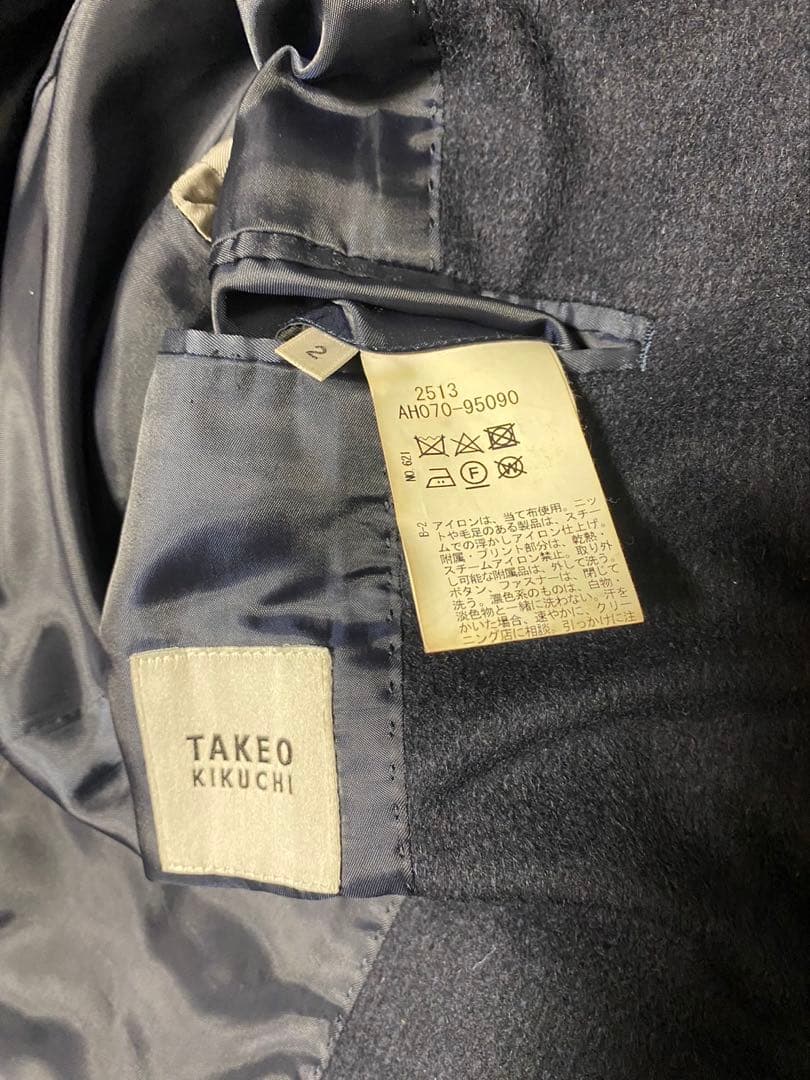 2
2513
AH070-95090
NO.621
F
W
B-2
アイロンは、当て布使用。ニッ
トや毛足のある製品は、スチー
ムでの浮かしアイロン仕上げ。
附属・プリント部分は、乾熱・
スチームアイロン禁止。取り外
し可能な附属品は、外して洗う。
ボタン、ファスナーは、閉じて
洗う。濃色系のものは、白物・
淡色物と一緒に洗わない。汗を
かいた場合、速やかに、クリー
ニング店に相談。引っかけに注
TAKEO
KIKUCHI